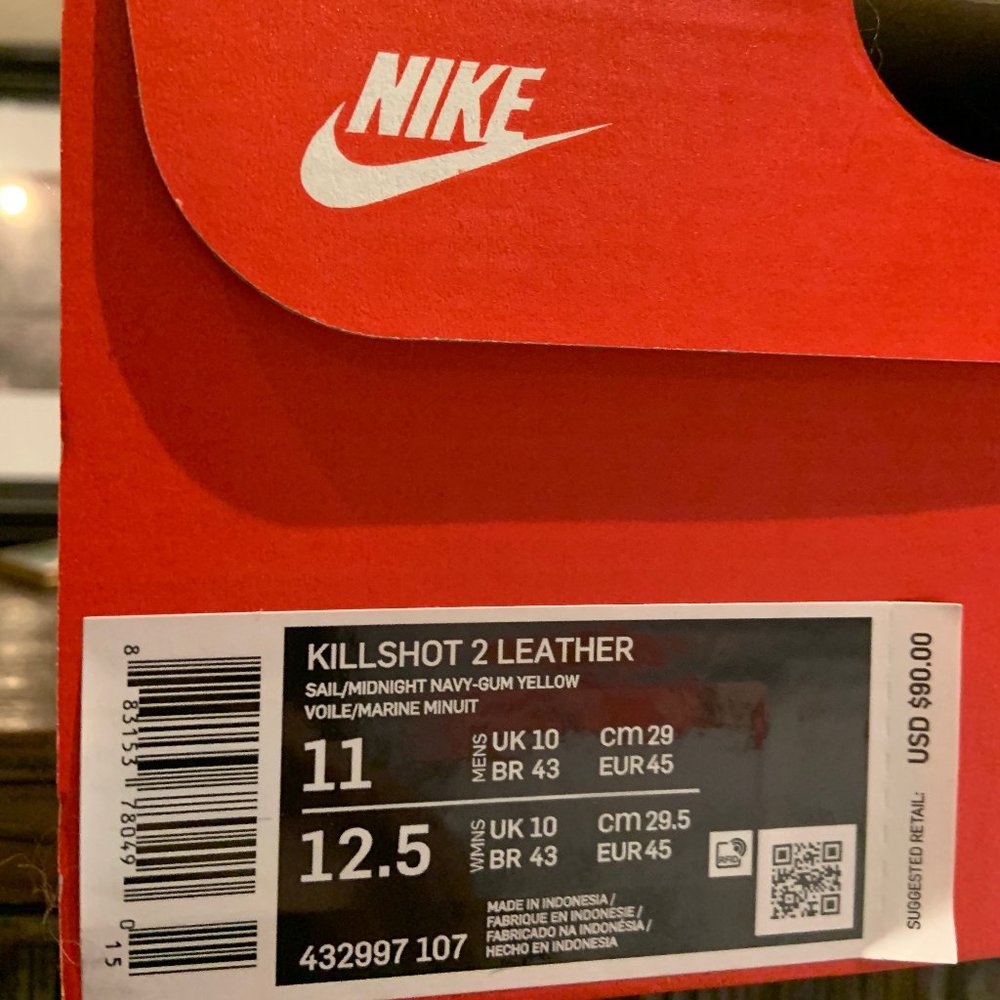 NIKE
KILLSHOT 2 LEATHER
SAIL/MIDNIGHT NAVY-GUM YELLOW
VOILE/MARINE MINUIT
11 MENS UK 10 cm 29
BR 43 EUR 45
12.5 WMNS UK 10 cm 29.5
BR 43 EUR 45
RFID
432997 107
MADE IN INDONESIA /
FABRIQUE EN INDONESIE /
FABRICADO NA INDONÉSIA /
HECHO EN INDONESIA
8 83153 78049 0 15
SUGGESTED RETAIL: USD $90.00